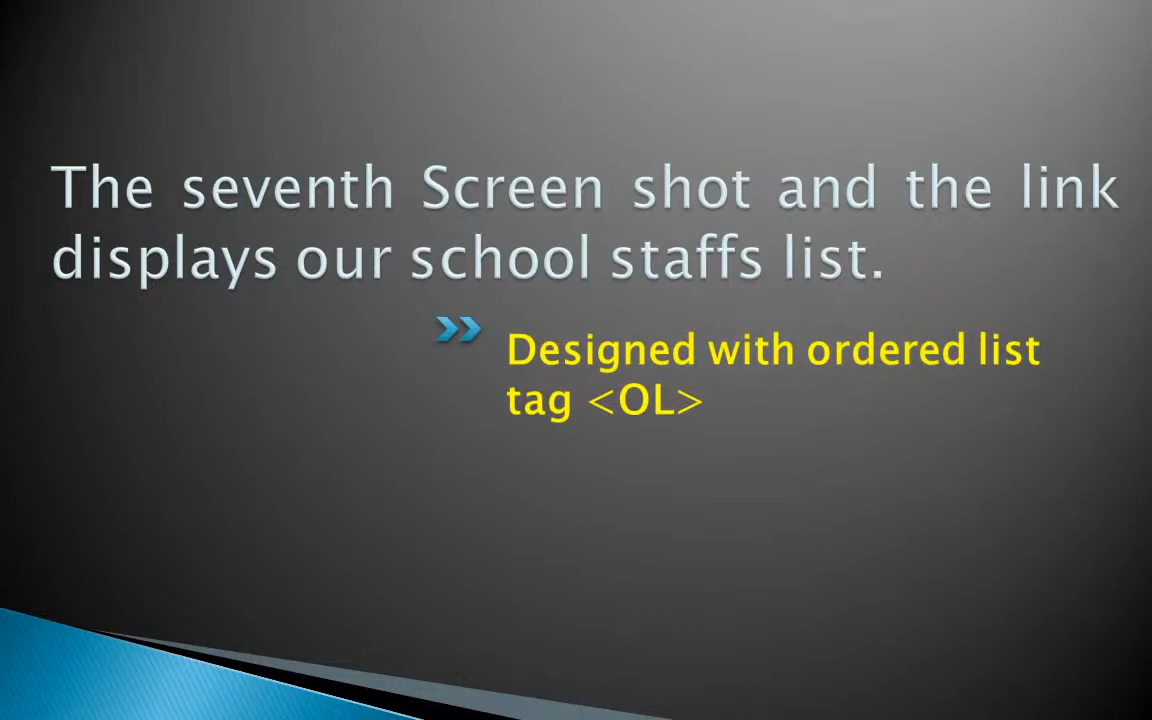 The seventh Screen shot and the link
displays our school staffs list.
Designed with ordered list
tag <OL>